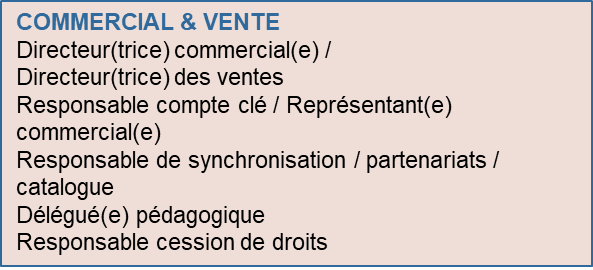 COMMERCIAL & VENTE
Directeur(trice) commercial(e) /
Directeur(trice) des ventes
Responsable compte clé / Représentant(e)
commercial(e)
Responsable de synchronisation / partenariats /
catalogue
Délégué(e) pédagogique
Responsable cession de droits